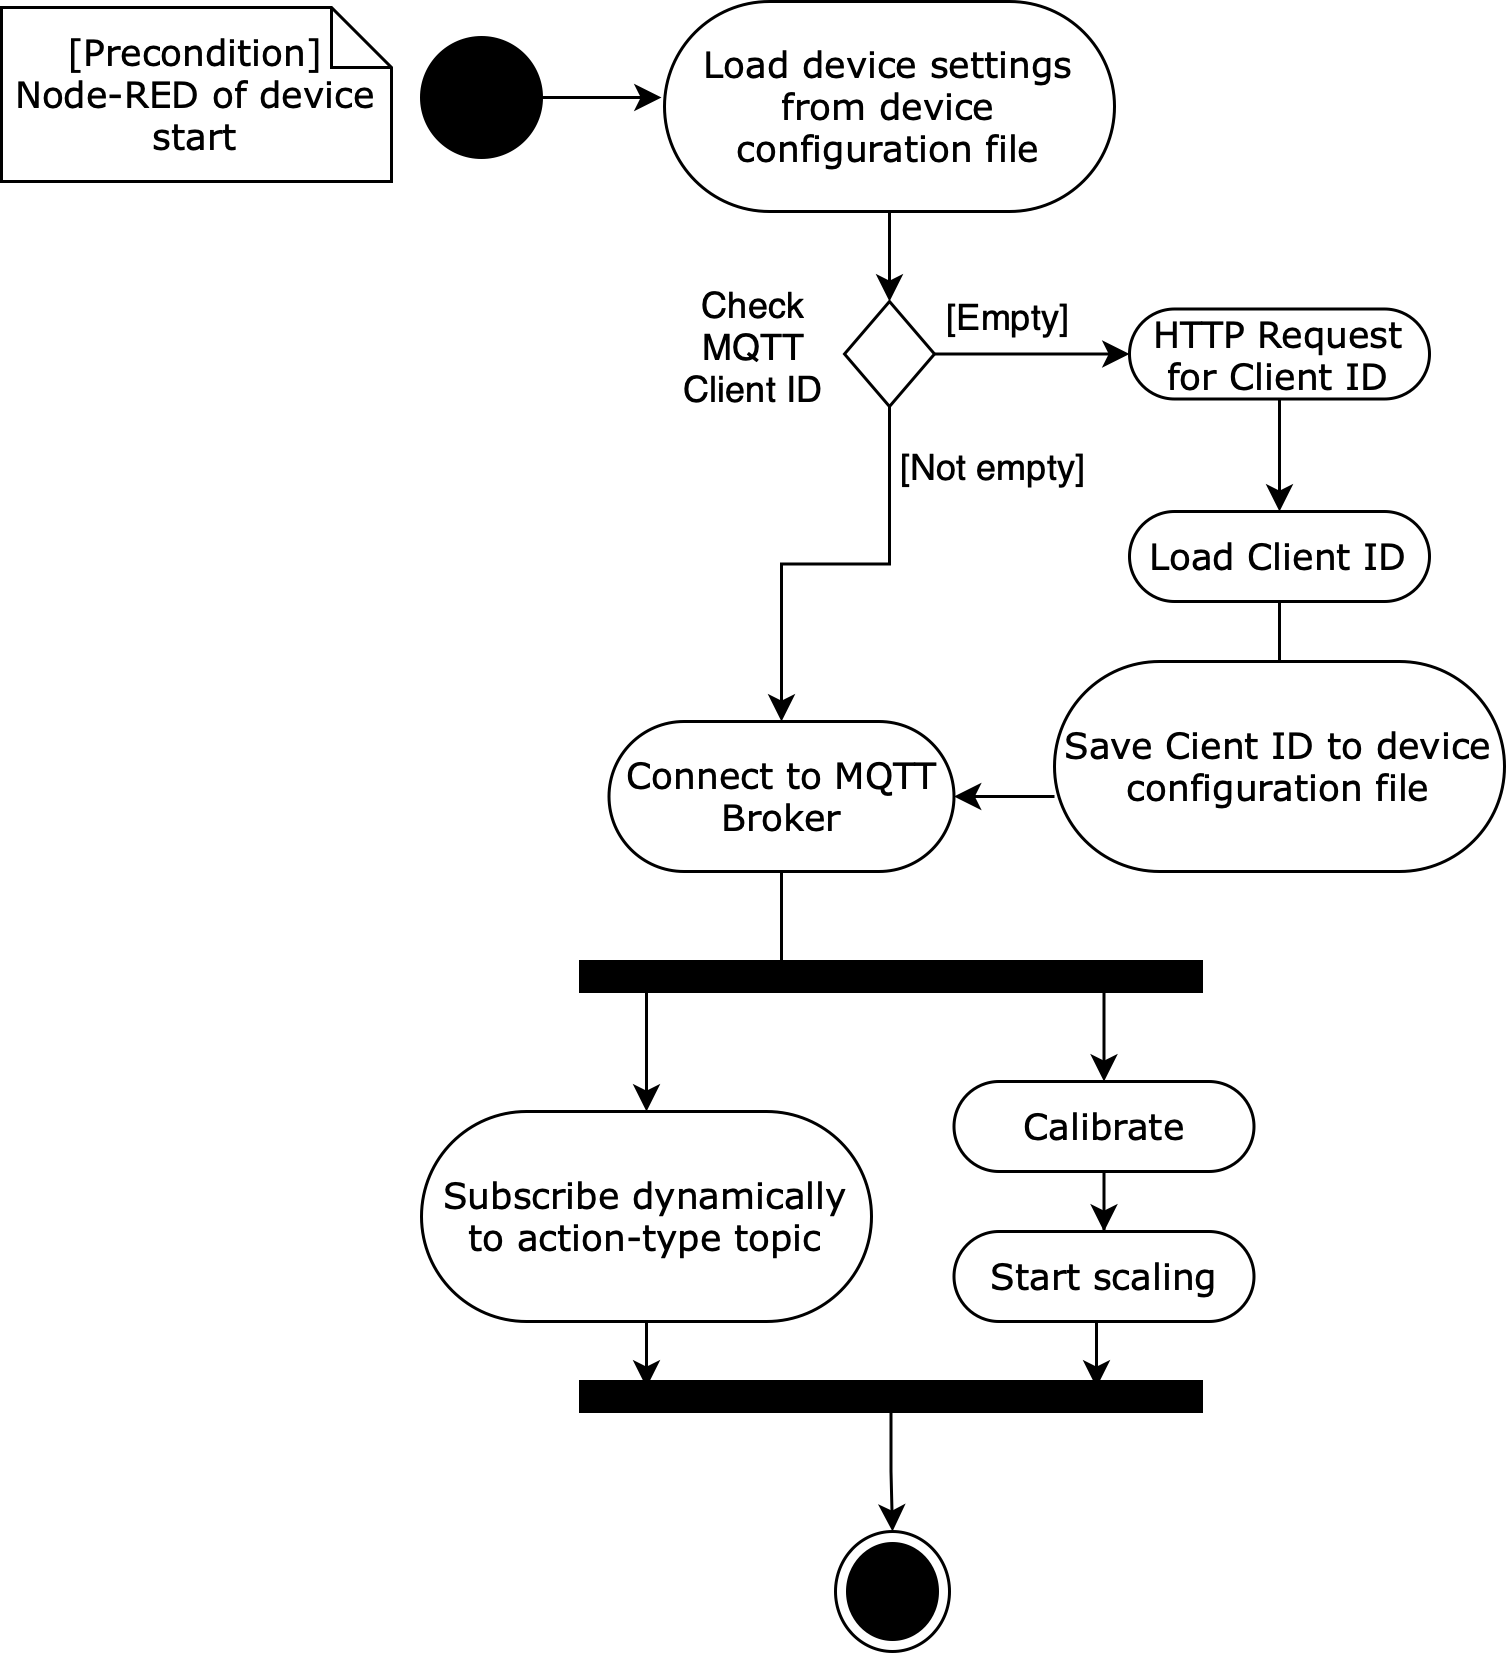 [Precondition]
Node-RED of device
start
Load device settings
from device
configuration file
Check
MQTT
Client ID
[Empty]
HTTP Request
for Client ID
[Not empty]
Load Client ID
Save Cient ID to device
configuration file
Connect to MQTT
Broker
Calibrate
Subscribe dynamically
to action-type topic
Start scaling